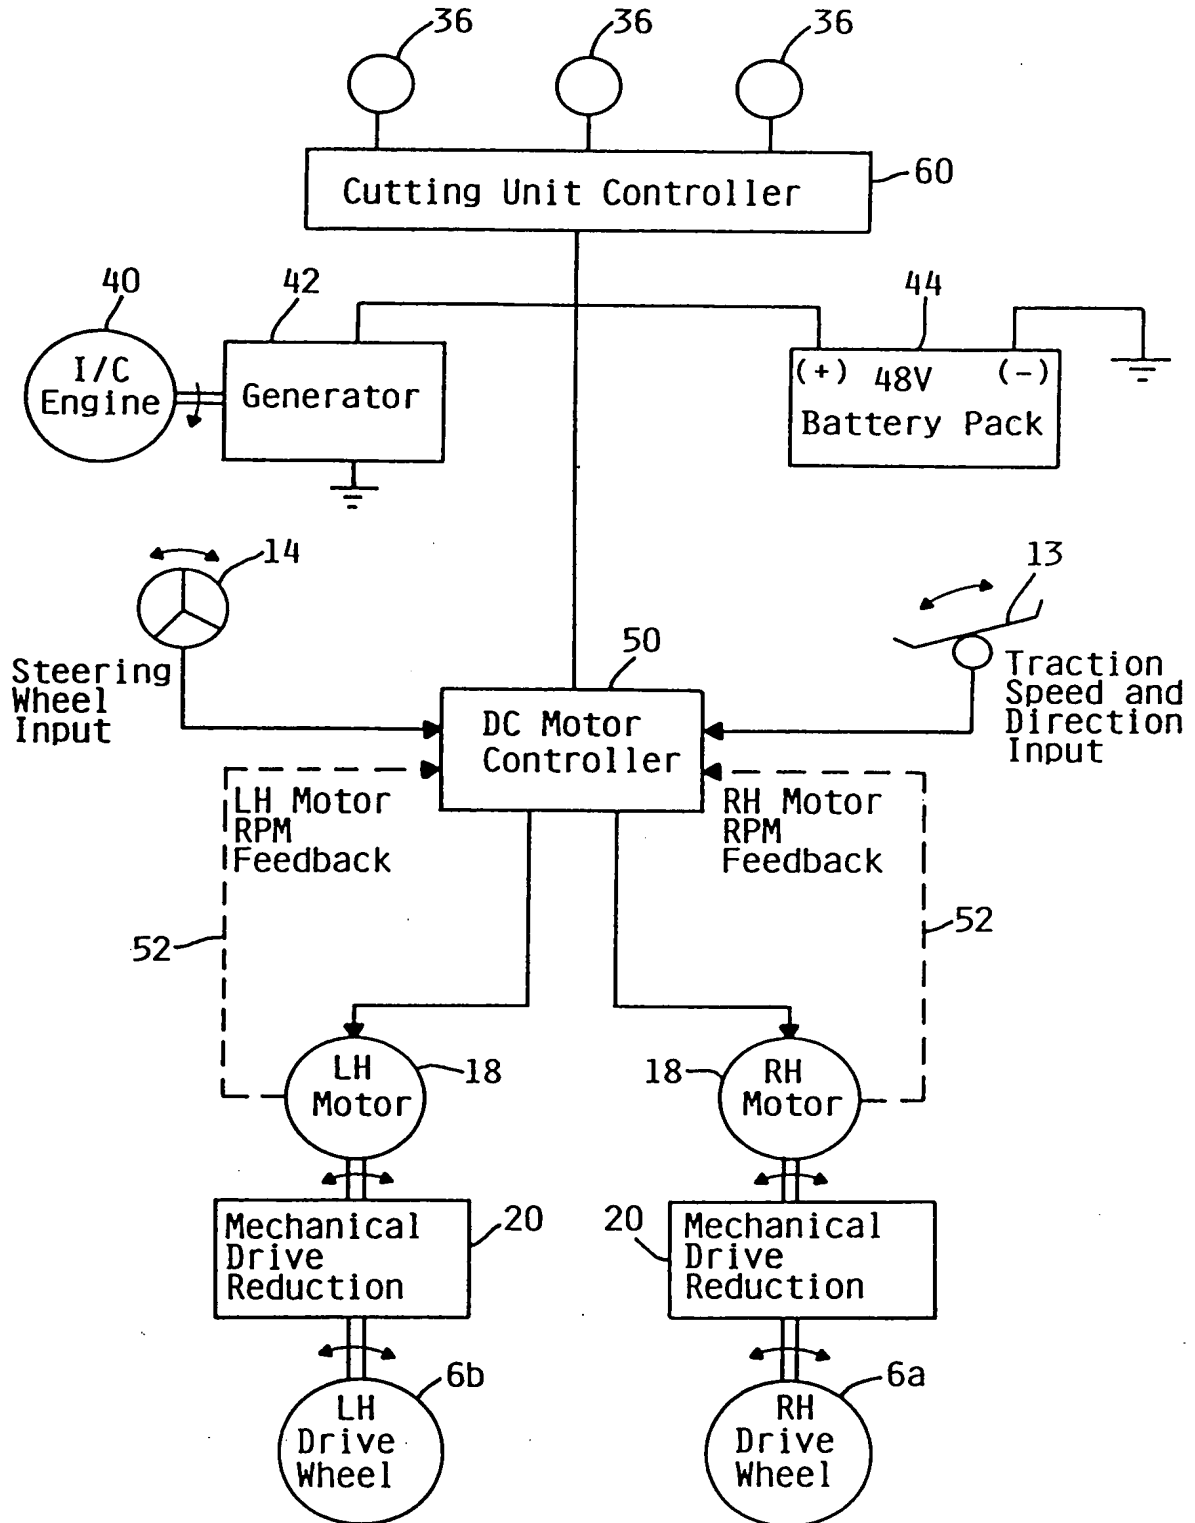 36
36
36
Cutting Unit Controller
60
40
42
44
I/C
Engine
Generator
(+) 48V (-)
Battery Pack
14
13
Steering
Wheel
Input
50
Traction
Speed and
Direction
Input
DC Motor
Controller
LH Motor
RPM
Feedback
RH Motor
RPM
Feedback
52
52
LH
Motor
18
18
RH
Motor
Mechanical
Drive
Reduction
20
20
Mechanical
Drive
Reduction
6b
6a
LH
Drive
Wheel
RH
Drive
Wheel